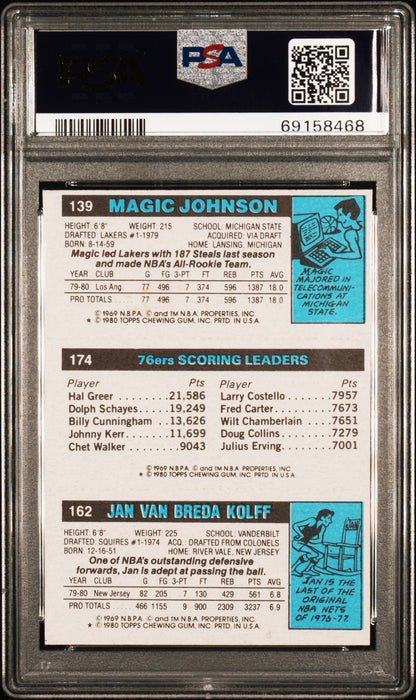 PSA
69158468
139 MAGIC JOHNSON
HEIGHT: 6'8" WEIGHT: 215 SCHOOL: MICHIGAN STATE
DRAFTED: LAKERS #1-1979 ACQUIRED: VIA DRAFT
BORN: 8-14-59 HOME: LANSING, MICHIGAN
Magic led Lakers with 187 Steals last season
and made NBA's All-Rookie Team.
YEAR CLUB G FG 3-PT FT REB PTS AVG
79-80 Los Ang. 77 496 7 374 596 1387 18.0
PRO TOTALS 77 496 7 374 596 1387 18.0
© 1969 N.B.P.A. © and TM N.B.A. PROPERTIES, INC.
★ © 1980 TOPPS CHEWING GUM, INC. PRTD. IN U.S.A.
MAGIC
MAJORED IN
TELECOMMUNI-
CATIONS AT
MICHIGAN
STATE.
174 76ers SCORING LEADERS
Player Pts Player Pts
Hal Greer . . . . . . . 21,586 Larry Costello . . . . . . . 7957
Dolph Schayes . . . . 19,249 Fred Carter. . . . . . . . . . 7673
Billy Cunningham . . 13,626 Wilt Chamberlain . . . . 7651
Johnny Kerr. . . . . . 11,699 Doug Collins . . . . . . . . 7279
Chet Walker . . . . . . . 9043 Julius Erving. . . . . . . . . 7001
© 1969 N.B.P.A. © and TM N.B.A. PROPERTIES, INC.
★ © 1980 TOPPS CHEWING GUM, INC. PRTD. IN U.S.A.
162 JAN VAN BREDA KOLFF
HEIGHT: 6'8" WEIGHT: 225 SCHOOL: VANDERBILT
DRAFTED: SQUIRES #1-1974 ACQ.: DRAFTED FROM COLONELS
BORN: 12-16-51 HOME: RIVER VALE, NEW JERSEY
One of NBA's outstanding defensive
forwards, Jan is adept at passing the ball.
YEAR CLUB G FG 3-PT FT REB PTS AVG
79-80 New Jersey 82 205 7 130 429 561 6.8
PRO TOTALS . . . . . 466 1155 9 900 2309 3237 6.9
© 1969 N.B.P.A. © and TM N.B.A. PROPERTIES, INC.
★ © 1980 TOPPS CHEWING GUM, INC. PRTD. IN U.S.A.
JAN IS THE
LAST OF THE
ORIGINAL
NBA NETS
OF 1976-77.